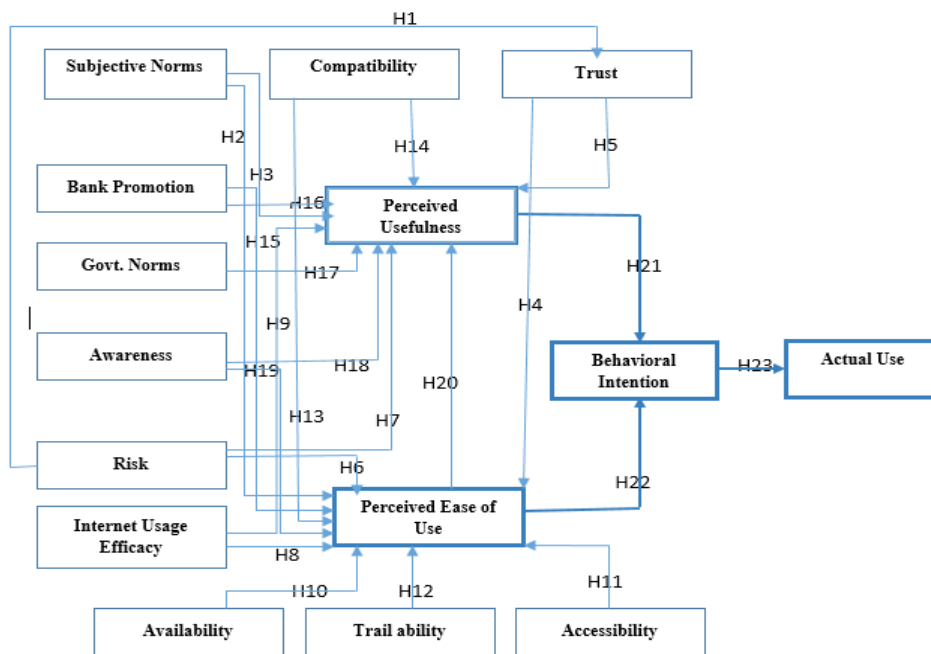 H1
Subjective Norms
Compatibility
Trust
H2
H14
H5
H3
Bank Promotion
H16
Perceived
Usefulness
H15
Govt. Norms
H17
H21
H4
H9
Awareness
H18
H19
H20
Behavioral
Intention
H23
Actual Use
H13
H7
Risk
H6
H22
Perceived Ease of
Use
Internet Usage
Efficacy
H8
H10
H12
H11
Availability
Trail ability
Accessibility